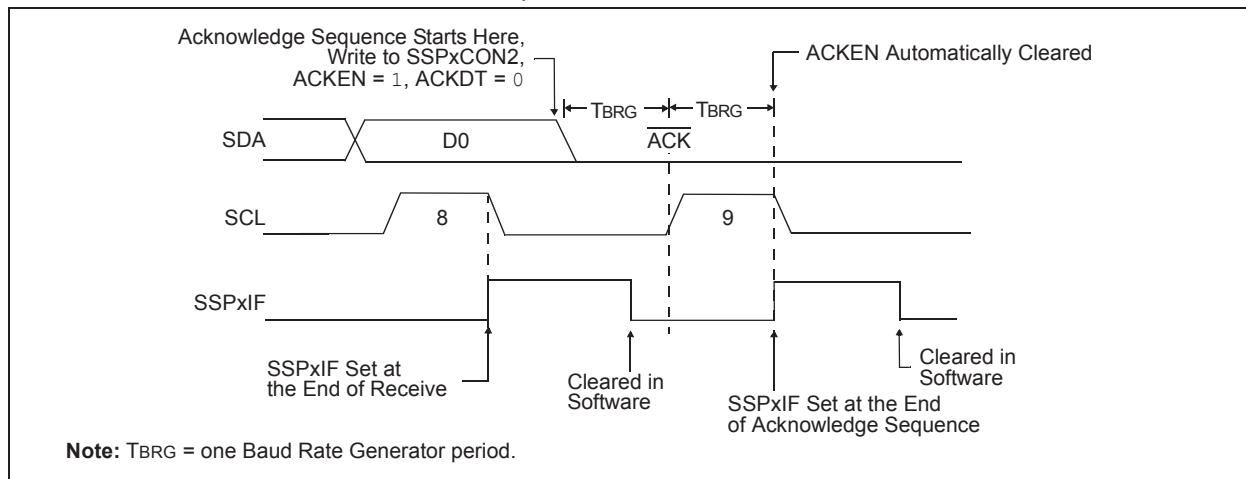 Acknowledge Sequence Starts Here,
Write to SSPxCON2,
ACKEN = 1, ACKDT = 0
ACKEN Automatically Cleared
TBRG
TBRG
SDA
D0
ACK
SCL
8
9
SSPxIF
SSPxIF Set at
the End of Receive
Cleared in
Software
SSPxIF Set at the End
of Acknowledge Sequence
Cleared in
Software
Note: TBRG = one Baud Rate Generator period.